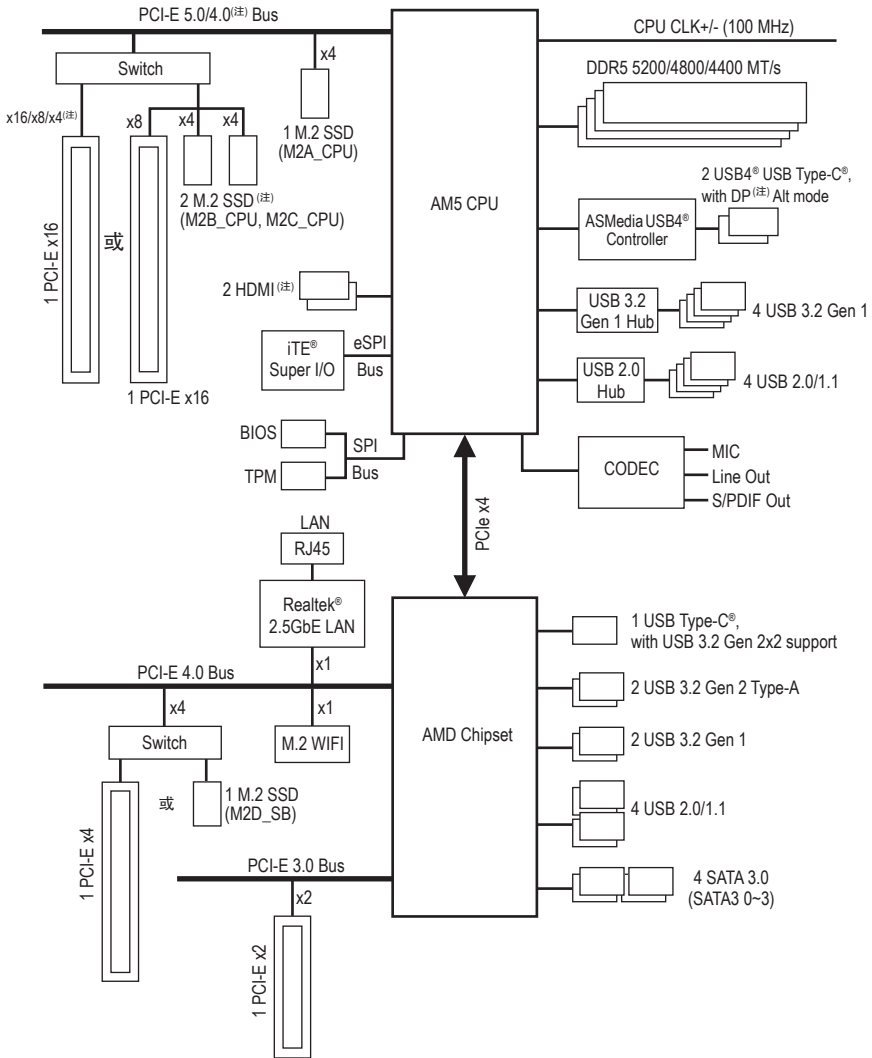 PCI-E 5.0/4.0(注) Bus
CPU CLK+/- (100 MHz)
x4
Switch
DDR5 5200/4800/4400 MT/s
x16/x8/x4(注)
x8
x4
x4
1 M.2 SSD
(M2A_CPU)
2 M.2 SSD(注)
(M2B_CPU, M2C_CPU)
1 PCI-E x16
或
1 PCI-E x16
AM5 CPU
2 USB4® USB Type-C®,
with DP(注) Alt mode
ASMedia USB4®
Controller
2 HDMI(注)
USB 3.2
Gen 1 Hub
4 USB 3.2 Gen 1
iTE®
Super I/O
eSPI
Bus
USB 2.0
Hub
4 USB 2.0/1.1
BIOS
TPM
SPI
Bus
CODEC
MIC
Line Out
S/PDIF Out
PCIe x4
LAN
RJ45
Realtek®
2.5GbE LAN
x1
PCI-E 4.0 Bus
x4
x1
Switch
M.2 WIFI
AMD Chipset
1 USB Type-C®,
with USB 3.2 Gen 2x2 support
2 USB 3.2 Gen 2 Type-A
2 USB 3.2 Gen 1
1 PCI-E x4
或
1 M.2 SSD
(M2D_SB)
4 USB 2.0/1.1
PCI-E 3.0 Bus
x2
4 SATA 3.0
(SATA3 0~3)
1 PCI-E x2